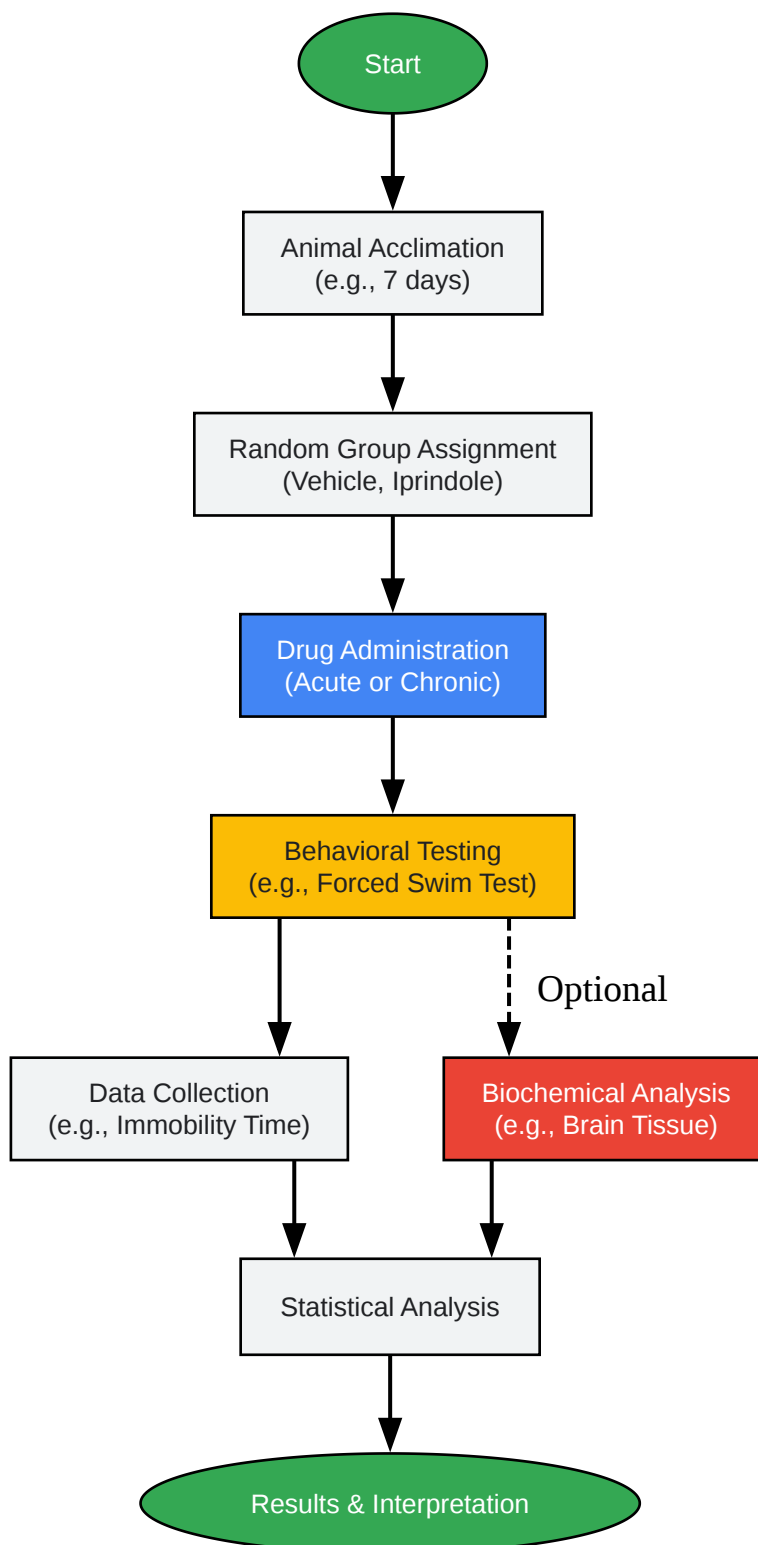 Start
Animal Acclimation
(e.g., 7 days)
Random Group Assignment
(Vehicle, Iprindole)
Drug Administration
(Acute or Chronic)
Behavioral Testing
(e.g., Forced Swim Test)
Optional
Data Collection
(e.g., Immobility Time)
Biochemical Analysis
(e.g., Brain Tissue)
Statistical Analysis
Results & Interpretation